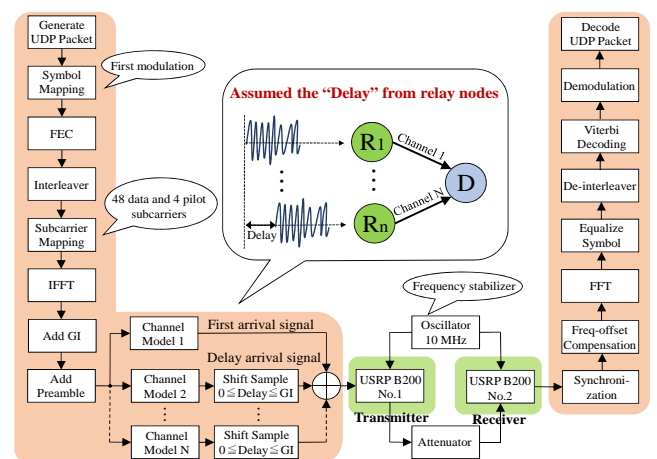 Generate
UDP Packet
Symbol
Mapping
FEC
Interleaver
Subcarrier
Mapping
IFFT
Add GI
Add
Preamble
First modulation
48 data and 4 pilot
subcarriers
Assumed the “Delay” from relay nodes
R1
Channel 1
D
Rn
Channel N
Delay
Channel
Model 1
First arrival signal
Delay arrival signal
Channel
Model 2
Shift Sample
0≦Delay≦GI
Channel
Model N
Shift Sample
0≦Delay≦GI
Frequency stabilizer
Oscillator
10 MHz
USRP B200
No.1
Transmitter
Attenuator
USRP B200
No.2
Receiver
Decode
UDP Packet
Demodulation
Viterbi
Decoding
De-interleaver
Equalize
Symbol
FFT
Freq-offset
Compensation
Synchroni-
zation